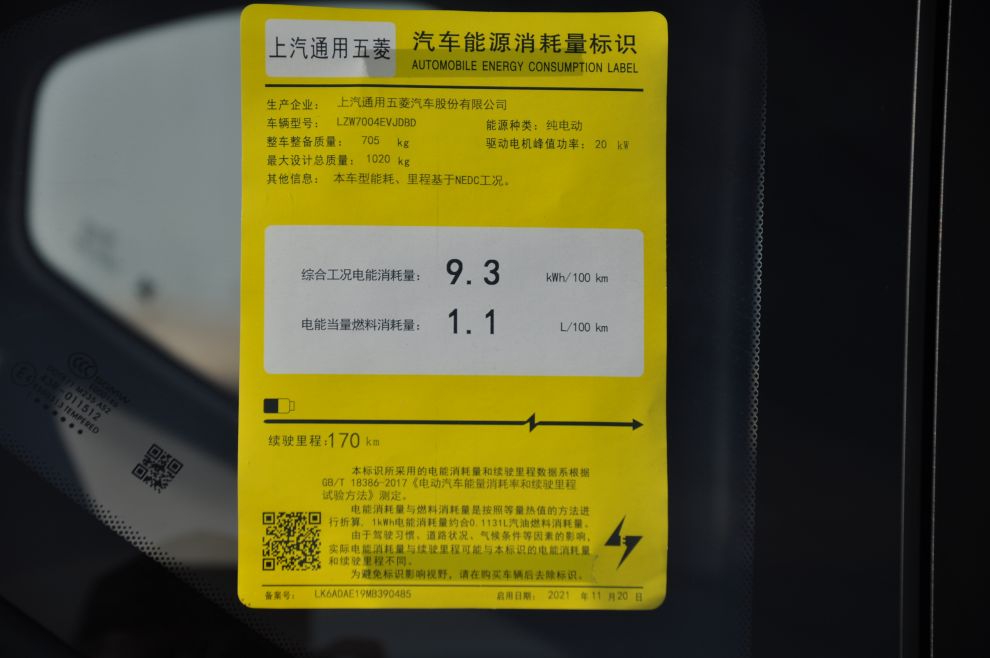 上汽通用五菱
汽车能源消耗量标识
AUTOMOBILE ENERGY CONSUMPTION LABEL
生产企业： 上汽通用五菱汽车股份有限公司
车辆型号： LZW7004EVJDBD 能源种类：纯电动
整车整备质量： 705 kg 驱动电机峰值功率：20 kW
最大设计总质量： 1020 kg
其他信息： 本车型能耗、里程基于NEDC工况。
综合工况电能消耗量： 9.3 kWh/100 km
电能当量燃料消耗量： 1.1 L/100 km
续驶里程:170 km
本标识所采用的电能消耗量和续驶里程数据系根据
GB/T 18386-2017《电动汽车能量消耗率和续驶里程
试验方法》测定。
电能消耗量与燃料消耗量是按照等量热值的方法进
行折算，1kWh电能消耗量约合0.1131L汽油燃料消耗量。
由于驾驶习惯、道路状况、气候条件等因素的影响，
实际电能消耗量与续驶里程可能与本标识的电能消耗量
和续驶里程不同。
为避免标识影响视野，请在购买车辆后去除标识。
备案号： LK6ADAE19MB390485 启用日期： 2021 年 11 月 20 日
011512
TEMPERED